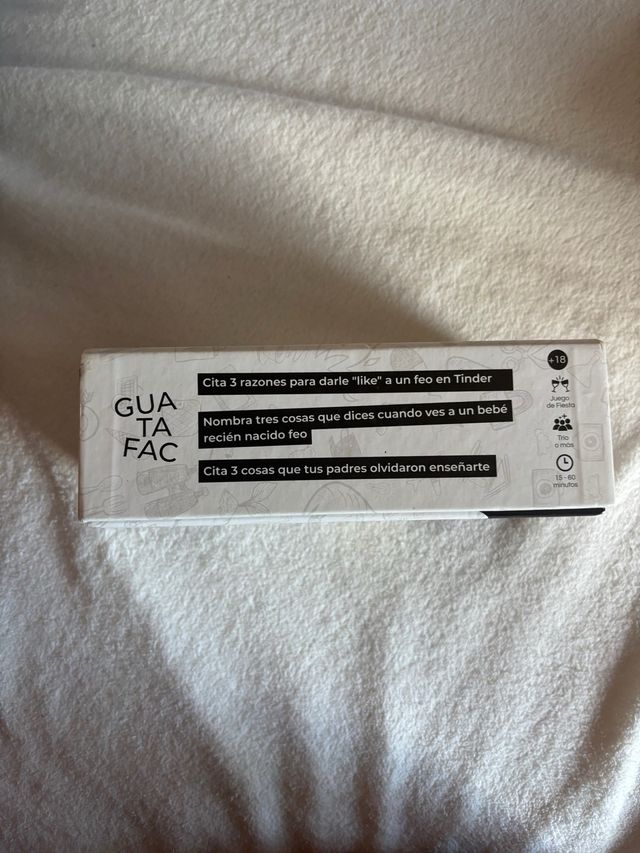 GUA
TA
FAC
Cita 3 razones para darle "like" a un feo en Tinder
Nombra tres cosas que dices cuando ves a un bebé
recién nacido feo
Cita 3 cosas que tus padres olvidaron enseñarte
+18
Juego
de Fiesta
Trío
o más
15 - 60
minutos